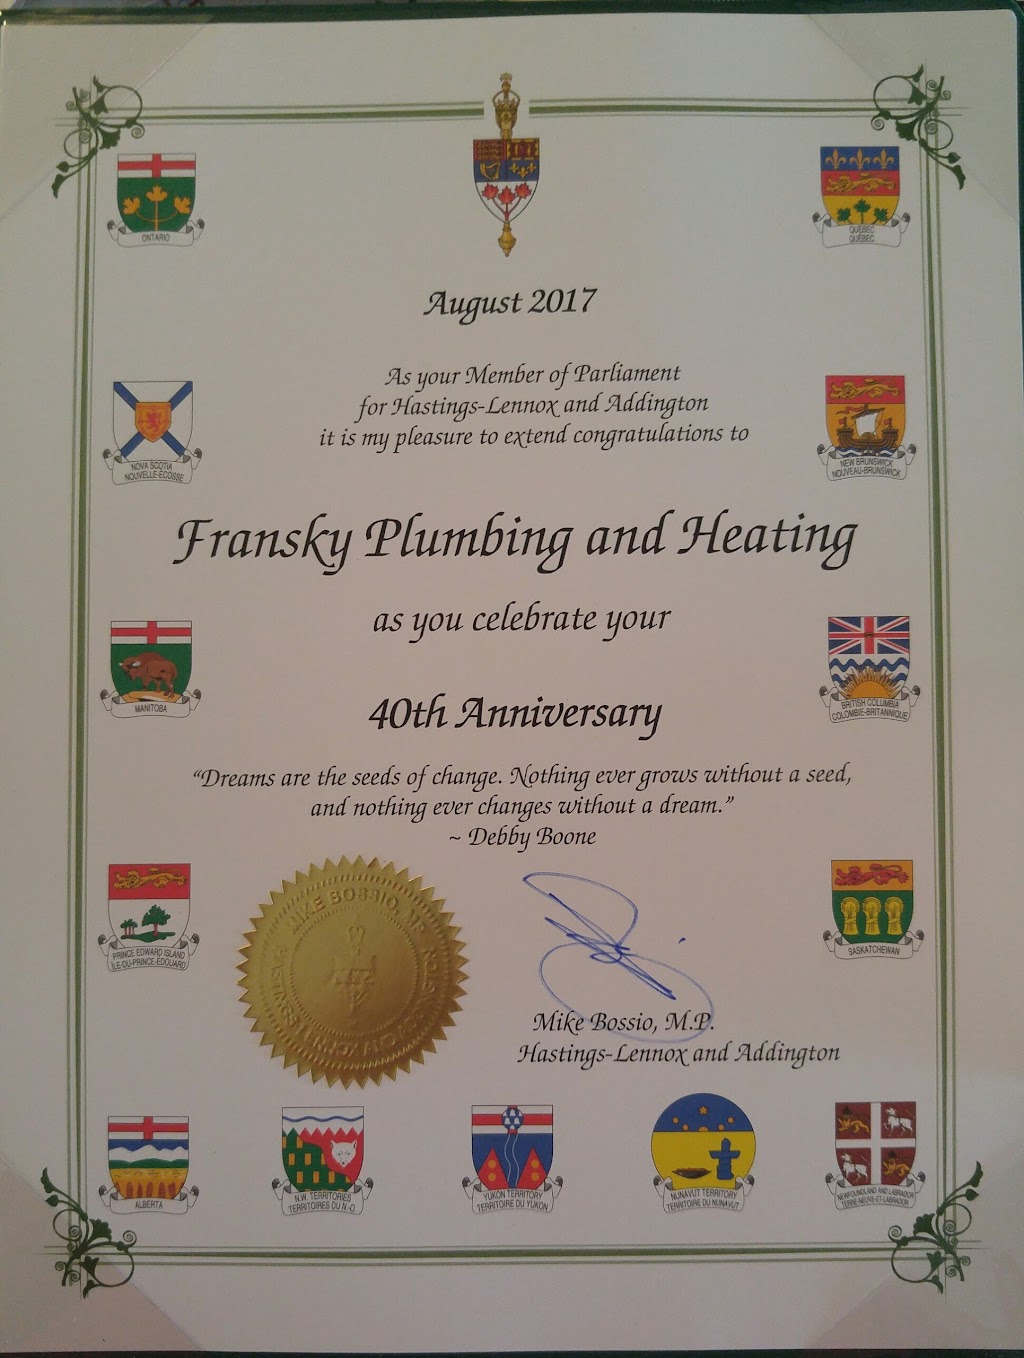 ONTARIO
QUÉBEC
QUÉBEC
August 2017
As your Member of Parliament
for Hastings-Lennox and Addington
it is my pleasure to extend congratulations to
NOVA SCOTIA
NOUVELLE-ÉCOSSE
NEW BRUNSWICK
NOUVEAU-BRUNSWICK
Fransky Plumbing and Heating
as you celebrate your
MANITOBA
BRITISH COLUMBIA
COLOMBIE-BRITANNIQUE
40th Anniversary
“Dreams are the seeds of change. Nothing ever grows without a seed,
and nothing ever changes without a dream.”
~ Debby Boone
PRINCE EDWARD ISLAND
ÎLE-DU-PRINCE-ÉDOUARD
SASKATCHEWAN
MIKE BOSSIO, MP
Mike Bossio, M.P.
Hastings-Lennox and Addington
ALBERTA
N.W. TERRITORIES
TERRITOIRES DU N.-O
YUKON TERRITORY
TERRITOIRE DU YUKON
NUNAVUT TERRITORY
TERRITOIRE DU NUNAVUT
NEWFOUNDLAND AND LABRADOR
TERRE-NEUVE-ET-LABRADOR